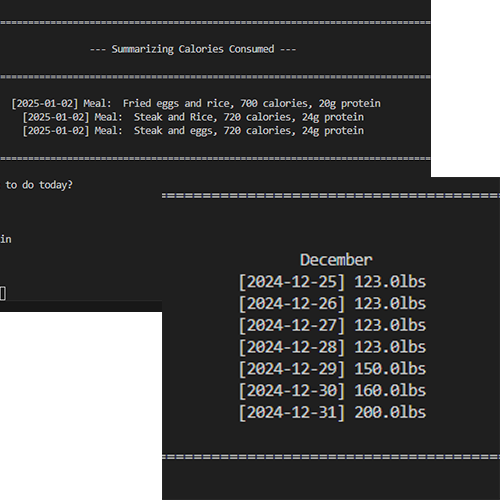 ================================================================
--- Summarizing Calories Consumed ---
================================================================
[2025-01-02] Meal:  Fried eggs and rice, 700 calories, 20g protein
[2025-01-02] Meal:  Steak and Rice, 720 calories, 24g protein
[2025-01-02] Meal:  Steak and eggs, 720 calories, 24g protein
================================================================
to do today?
in
======================================
December
[2024-12-25] 123.0lbs
[2024-12-26] 123.0lbs
[2024-12-27] 123.0lbs
[2024-12-28] 123.0lbs
[2024-12-29] 150.0lbs
[2024-12-30] 160.0lbs
[2024-12-31] 200.0lbs
======================================